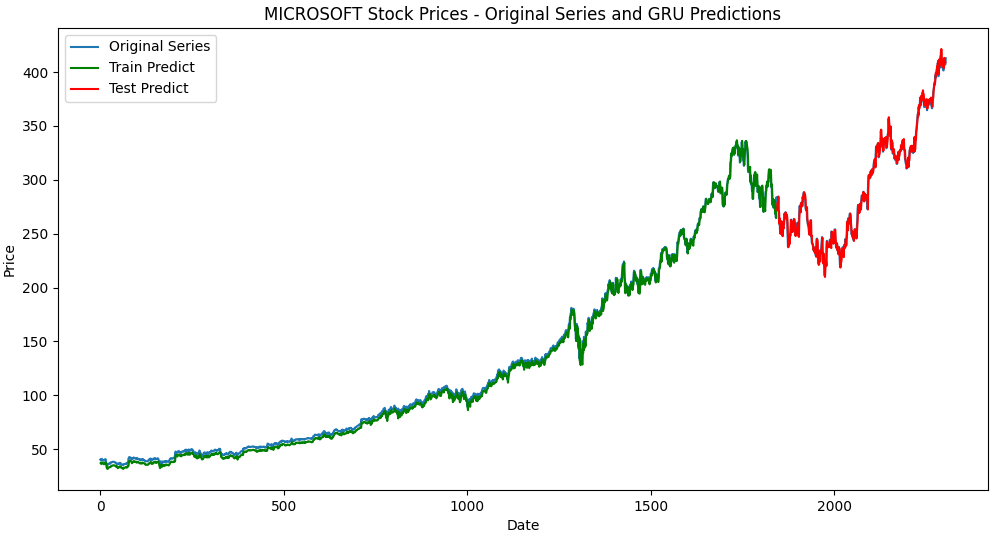 MICROSOFT Stock Prices - Original Series and GRU Predictions
Original Series
Train Predict
Test Predict
Price
400
350
300
250
200
150
100
50
0
500
1000
1500
2000
Date